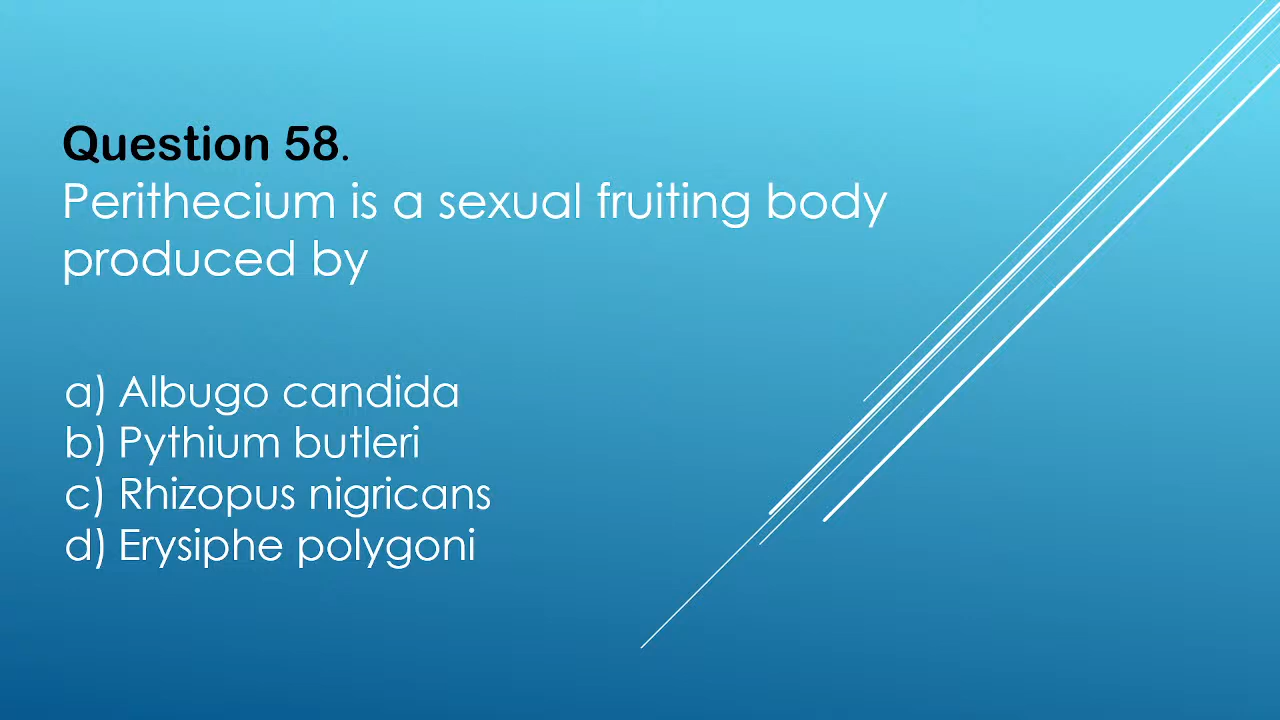 Question 58.
Perithecium is a sexual fruiting body
produced by
a) Albugo candida
b) Pythium butleri
c) Rhizopus nigricans
d) Erysiphe polygoni